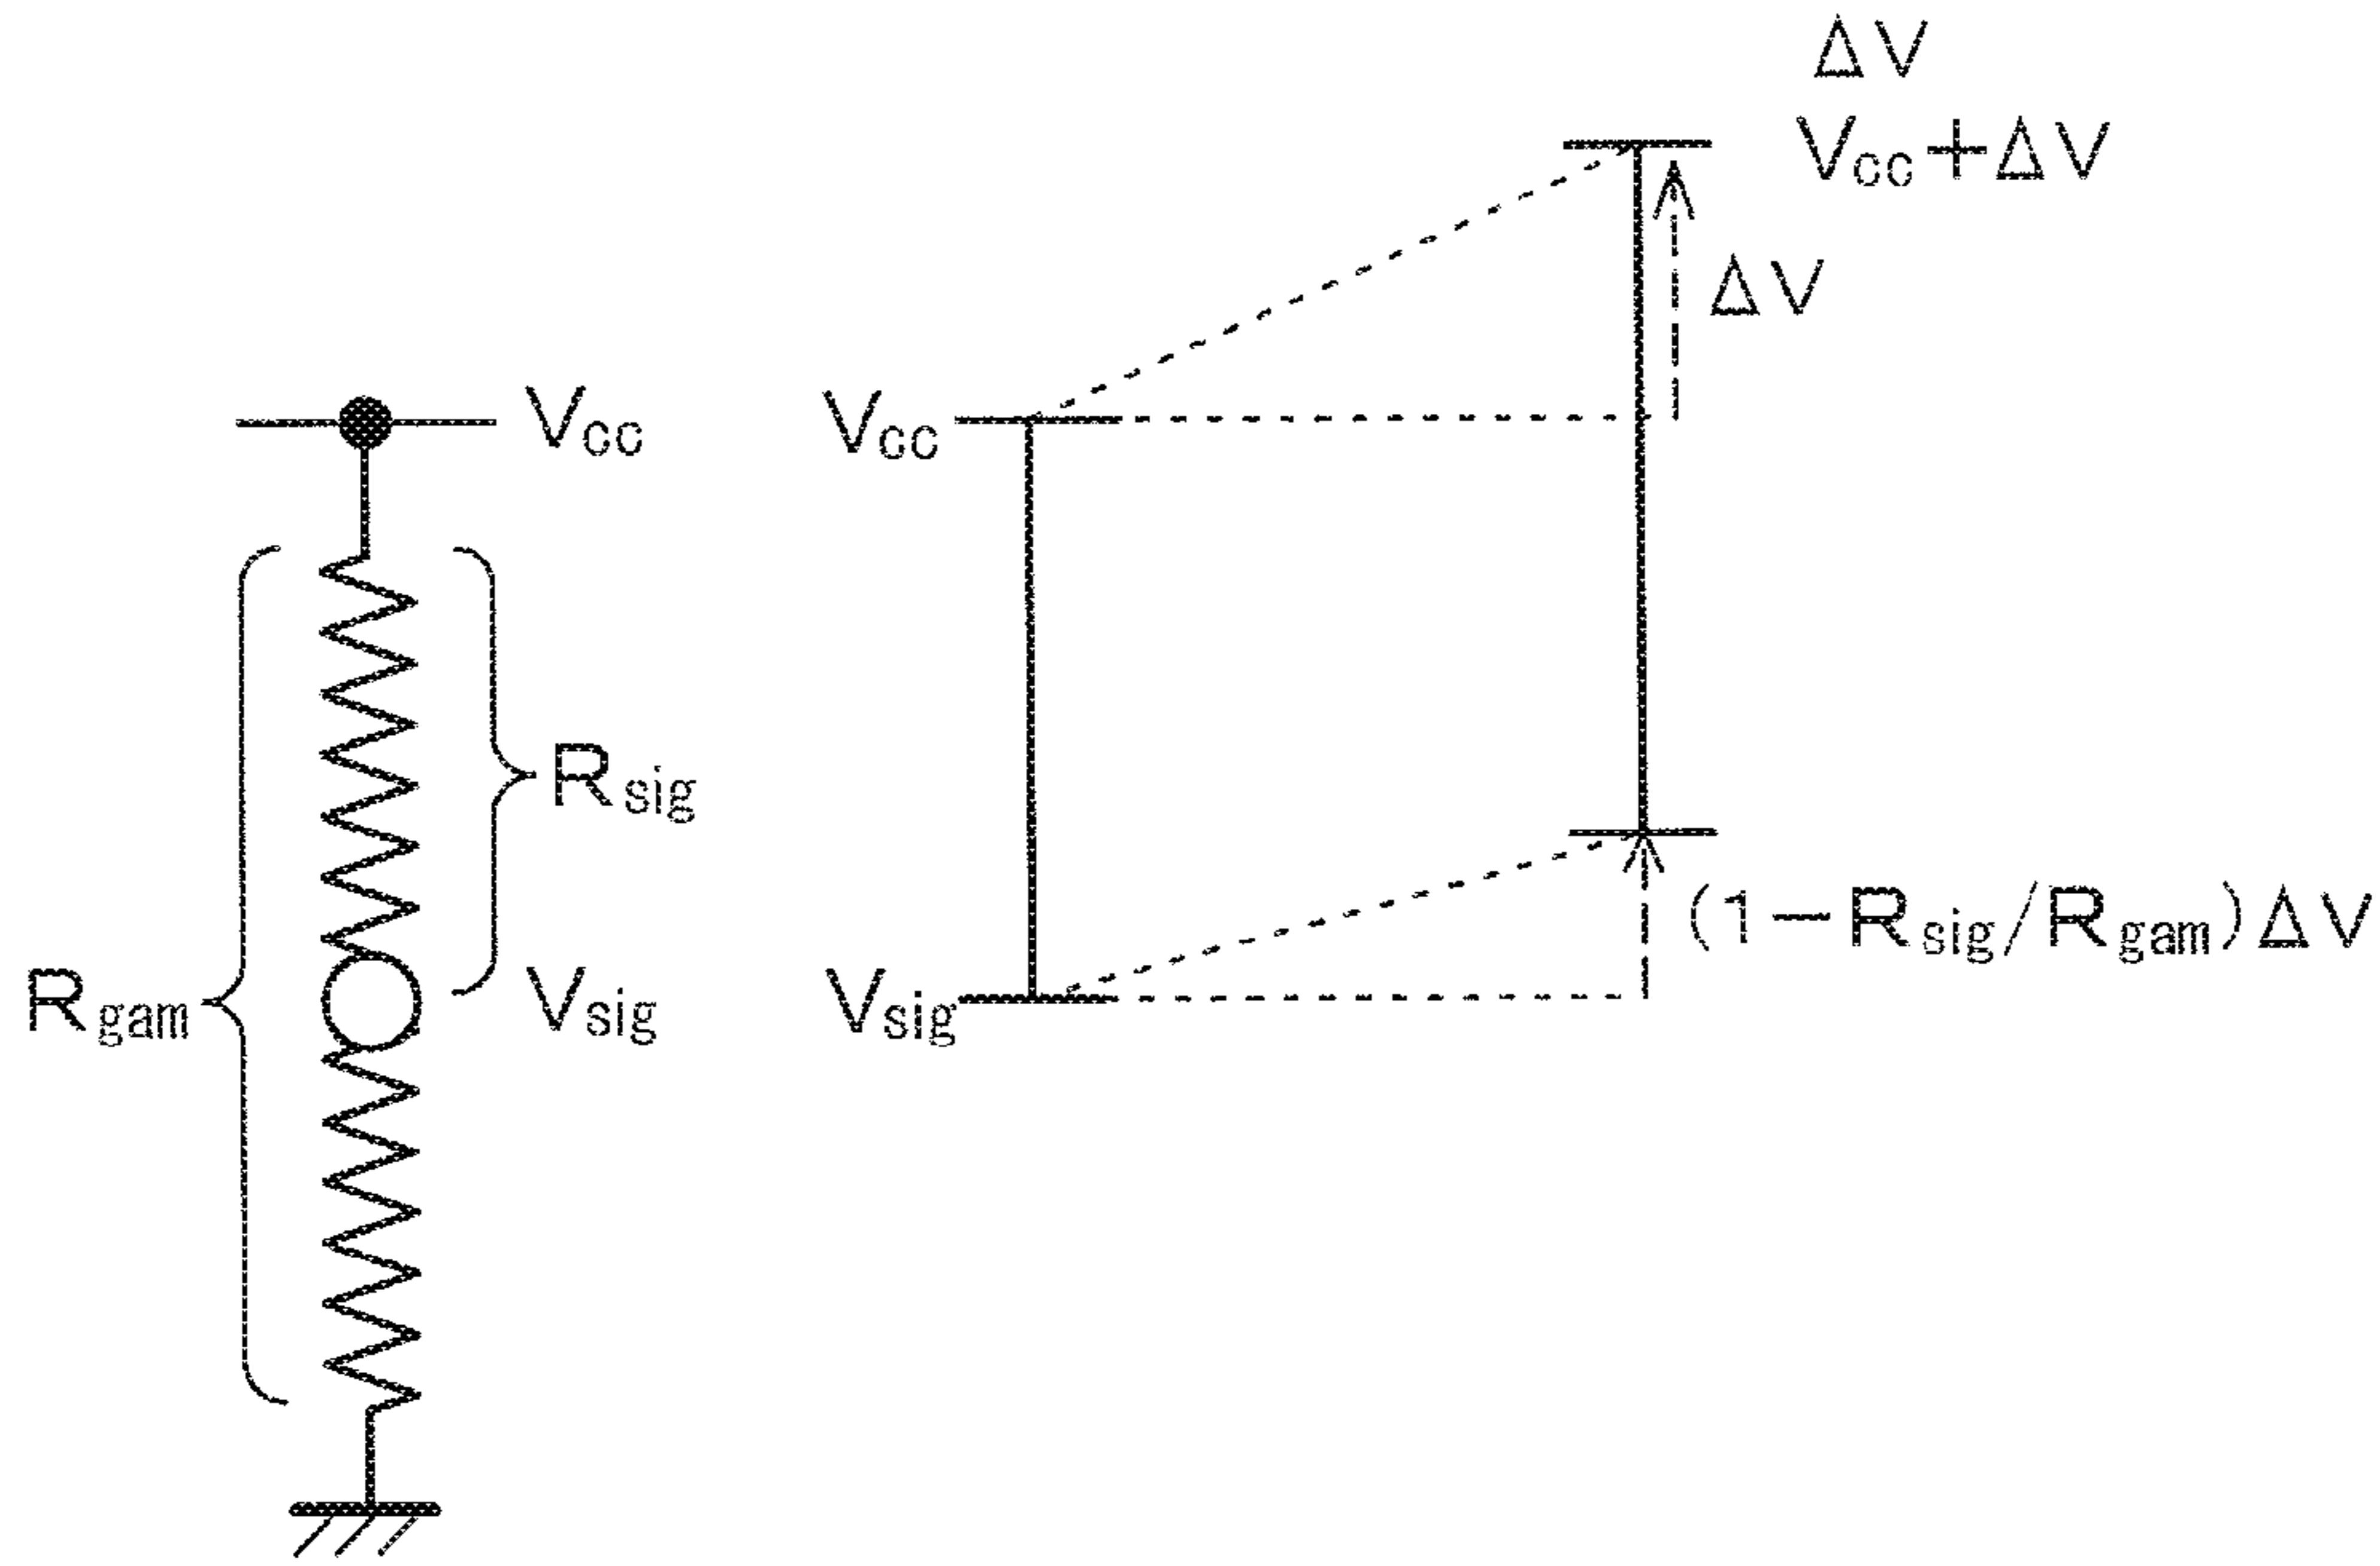 ΔV
Vcc+ΔV
ΔV
Vcc
Vcc
Rsig
(1-Rsig/Rgam)ΔV
Rgam
Vsig
Vsig